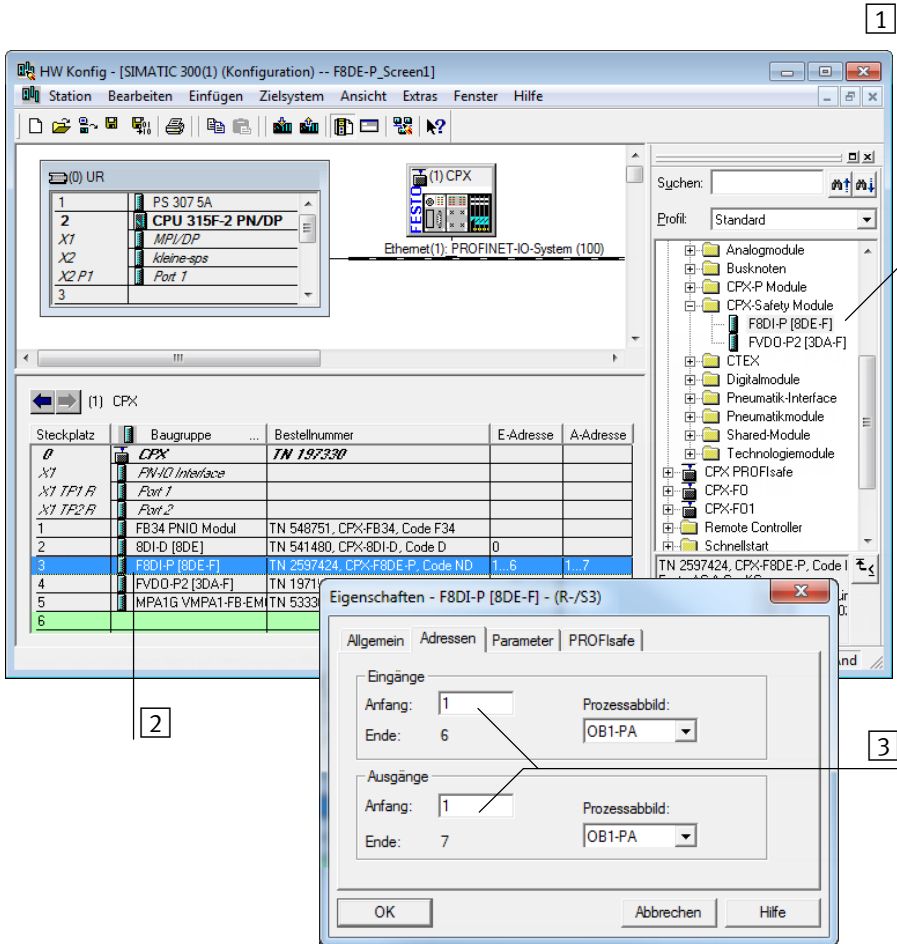 1
HW Konfig - [SIMATIC 300(1) (Konfiguration) -- F8DE-P_Screen1]
Station Bearbeiten Einfügen Zielsystem Ansicht Extras Fenster Hilfe
(0) UR
1 PS 307 5A
2 CPU 315F-2 PN/DP
X1 MPI/DP
X2 kleine-sps
X2 P1 Port 1
3
(1) CPX
FESTO
Ethernet(1): PROFINET-IO-System (100)
Suchen:
Profil: Standard
Analogmodule
Busknoten
CPX-P Module
CPX-Safety Module
F8DI-P [8DE-F]
FVDO-P2 [3DA-F]
CTEX
Digitalmodule
Pneumatik-Interface
Pneumatikmodule
Shared-Module
Technologiemodule
CPX PROFIsafe
CPX-FO
CPX-FO1
Remote Controller
Schnellstart
TN 2597424, CPX-F8DE-P, Code
(1) CPX
Steckplatz Baugruppe ... Bestellnummer E-Adresse A-Adresse
0 CPX TN 197330
X1 PN-IO Interface
X1 TP1 R Port 1
X1 TP2 R Port 2
1 FB34 PNIO Modul TN 548751, CPX-FB34, Code F34
2 8DI-D [8DE] TN 541480, CPX-8DI-D, Code D 0
3 F8DI-P [8DE-F] TN 2597424, CPX-F8DE-P, Code ND 1...6 1...7
4 FVDO-P2 [3DA-F] TN 1971
5 MPA1G VMPA1-FB-EM TN 5333
6
2
Eigenschaften - F8DI-P [8DE-F] - (R-/S3)
Allgemein Adressen Parameter PROFIsafe
Eingänge
Anfang: 1 Prozessabbild:
Ende: 6 OB1-PA
3
Ausgänge
Anfang: 1 Prozessabbild:
Ende: 7 OB1-PA
OK Abbrechen Hilfe